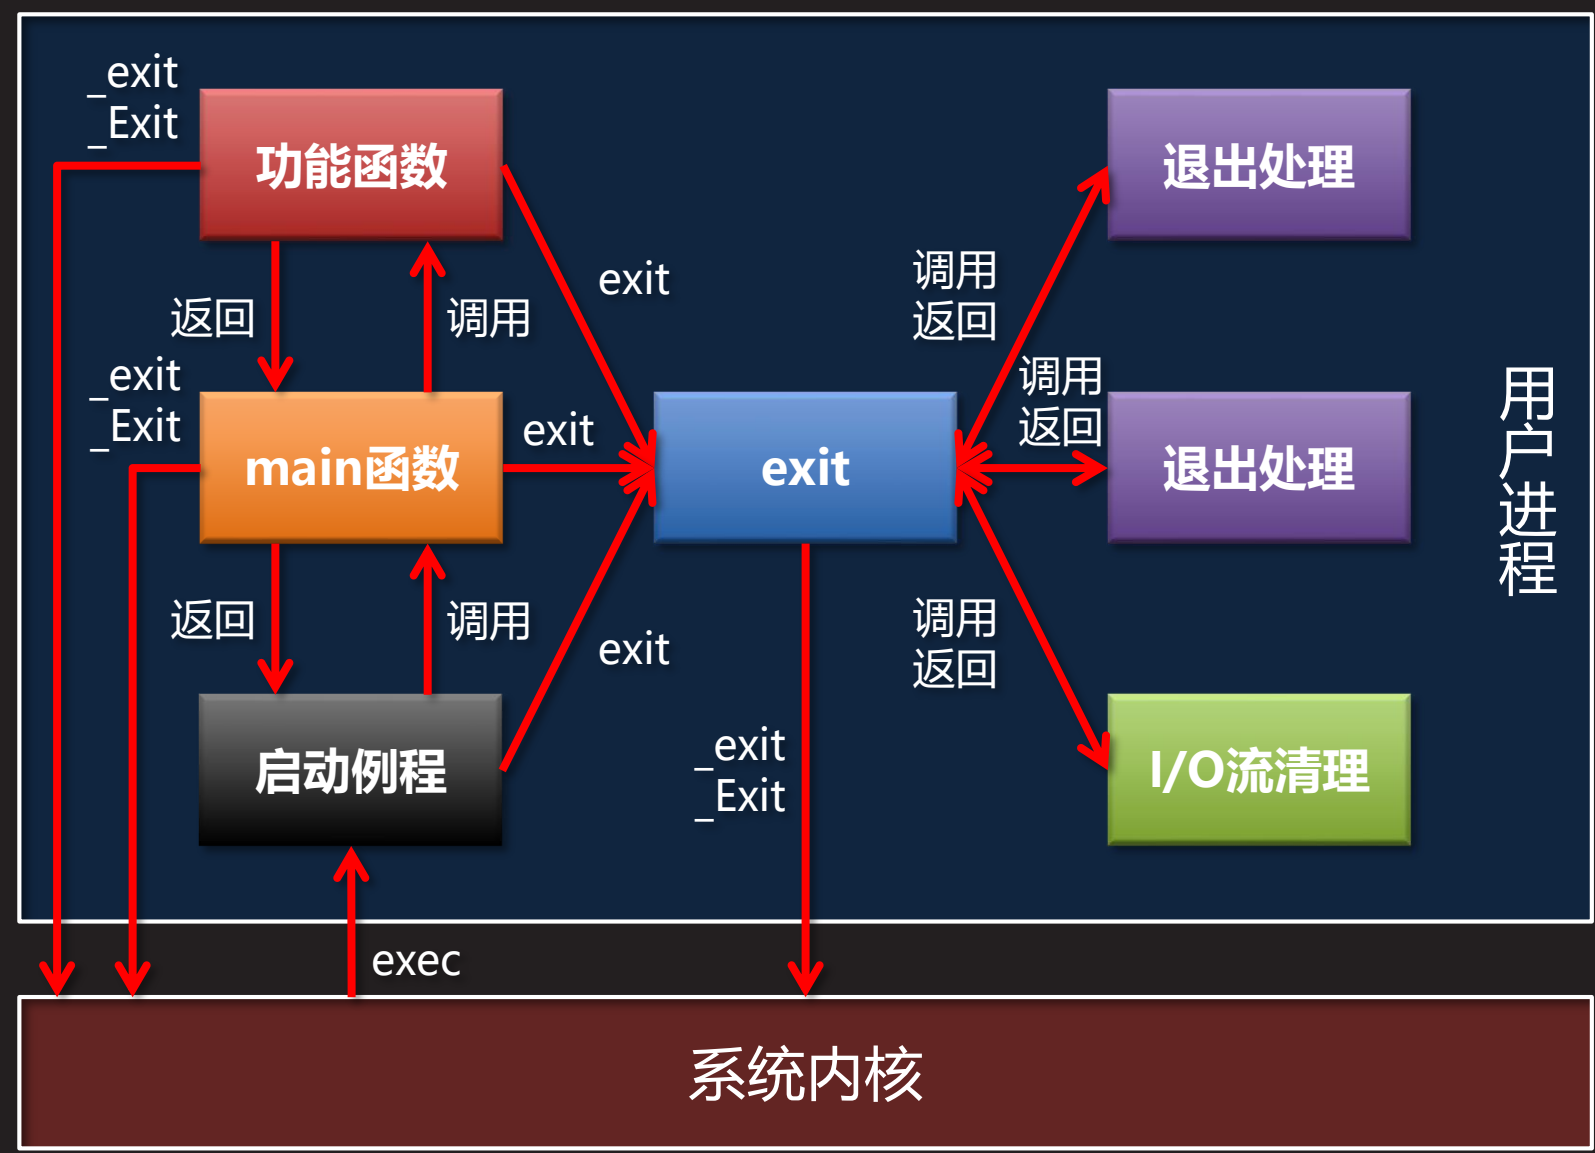 _exit
_Exit
功能函数
退出处理
exit
调用
返回
返回
调用
_exit
_Exit
main函数
exit
exit
调用
返回
退出处理
用户进程
返回
调用
exit
调用
返回
启动例程
_exit
_Exit
I/O流清理
exec
系统内核